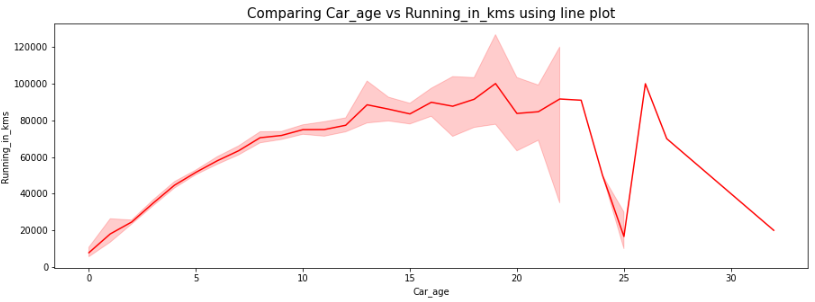 Comparing Car_age vs Running_in_kms using line plot
Running_in_kms
120000
100000
80000
60000
40000
20000
0
0 5 10 15 20 25 30
Car_age